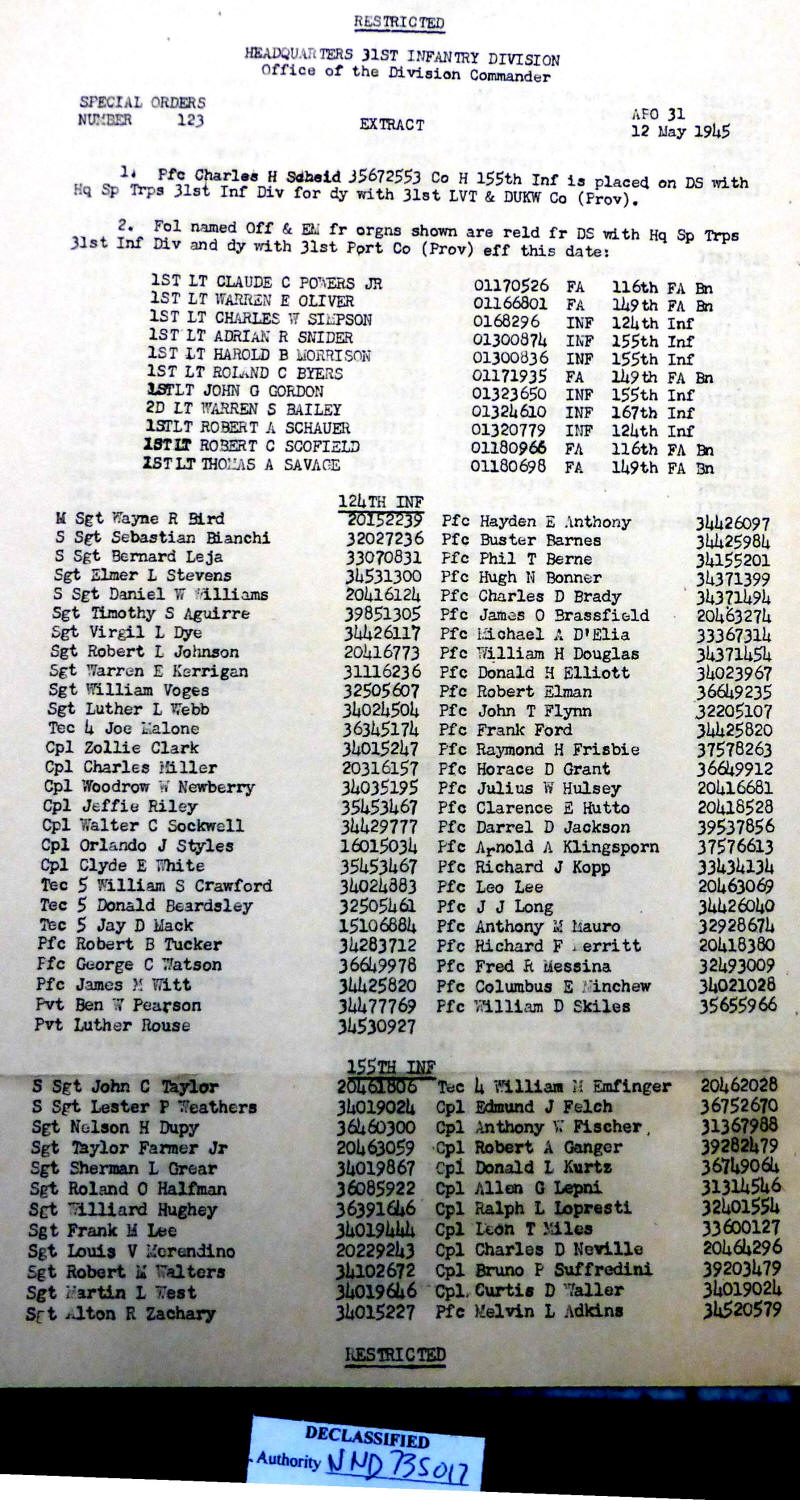 RESTRICTED
HEADQUARTERS 31ST INFANTRY DIVISION
Office of the Division Commander
SPECIAL ORDERS
NUMBER 123
EXTRACT
APO 31
12 May 1945
1. Pfc Charles H Sdheid 35672553 Co H 155th Inf is placed on DS with
Hq Sp Trps 31st Inf Div for dy with 31st LVT & DUKW Co (Prov).
2. Fol named Off & EM fr orgns shown are reld fr DS with Hq Sp Trps
31st Inf Div and dy with 31st Port Co (Prov) eff this date:
1ST LT CLAUDE C POWERS JR 01170526 FA 116th FA Bn
1ST LT WARREN E OLIVER 01166801 FA 149th FA Bn
1ST LT CHARLES W SIMPSON 0168296 INF 124th Inf
1ST LT ADRIAN R SNIDER 01300874 INF 155th Inf
1ST LT HAROLD B MORRISON 01300836 INF 155th Inf
1ST LT ROLAND C BYERS 01171935 FA 149th FA Bn
1STLT JOHN G GORDON 01323650 INF 155th Inf
2D LT WARREN S BAILEY 01324610 INF 167th Inf
1STLT ROBERT A SCHAUER 01320779 INF 124th Inf
1STLT ROBERT C SCOFIELD 01180966 FA 116th FA Bn
1STLT THOMAS A SAVAGE 01180698 FA 149th FA Bn
124TH INF
M Sgt Wayne R Bird 20152239 Pfc Hayden E Anthony 34426097
S Sgt Sebastian Bianchi 32027236 Pfc Buster Barnes 34425984
S Sgt Bernard Leja 33070831 Pfc Phil T Berne 34155201
Sgt Elmer L Stevens 34531300 Pfc Hugh N Bonner 34371399
S Sgt Daniel W Williams 20416124 Pfc Charles D Brady 34371494
Sgt Timothy S Aguirre 39851305 Pfc James O Brassfield 20463274
Sgt Virgil L Dye 34426117 Pfc Michael A D'Elia 33367314
Sgt Robert L Johnson 20416773 Pfc William H Douglas 34371454
Sgt Warren E Kerrigan 31116236 Pfc Donald H Elliott 34023967
Sgt William Voges 32505607 Pfc Robert Elman 36649235
Sgt Luther L Webb 34024504 Pfc John T Flynn 32205107
Tec 4 Joe Malone 36345174 Pfc Frank Ford 34425820
Cpl Zollie Clark 34015247 Pfc Raymond H Frisbie 37578263
Cpl Charles Miller 20316157 Pfc Horace D Grant 36649912
Cpl Woodrow W Newberry 34035195 Pfc Julius W Hulsey 20416681
Cpl Jeffie Riley 35453467 Pfc Clarence E Hutto 20418528
Cpl Walter C Sockwell 34429777 Pfc Darrel D Jackson 39537856
Cpl Orlando J Styles 16015034 Pfc Arnold A Klingsporn 37576613
Cpl Clyde E White 35453467 Pfc Richard J Kopp 33434134
Tec 5 William S Crawford 34024883 Pfc Leo Lee 20463069
Tec 5 Donald Beardsley 32505461 Pfc J J Long 34426040
Tec 5 Jay D Mack 15106884 Pfc Anthony M Mauro 32928674
Pfc Robert B Tucker 34283712 Pfc Richard F Merritt 20418380
Pfc George C Watson 36649978 Pfc Fred R Messina 32493009
Pfc James M Witt 34425820 Pfc Columbus E Minchew 34021028
Pvt Ben W Pearson 34477769 Pfc William D Skiles 35655966
Pvt Luther Rouse 34530927
155TH INF
S Sgt John C Taylor 20461806 Tec 4 William M Emfinger 20462028
S Sgt Lester P Weathers 34019024 Cpl Edmund J Felch 36752670
Sgt Nelson H Dupy 36460300 Cpl Anthony W Fischer 31367988
Sgt Taylor Farmer Jr 20463059 Cpl Robert A Ganger 39282479
Sgt Sherman L Grear 34019867 Cpl Donald L Kurtz 36749064
Sgt Roland O Halfman 36085922 Cpl Allen G Lepni 31314546
Sgt Williard Hughey 36391646 Cpl Ralph L Lopresti 32401554
Sgt Frank M Lee 34019444 Cpl Leon T Miles 33600127
Sgt Louis V Merendino 20229243 Cpl Charles D Neville 20464296
Sgt Robert M Walters 34102672 Cpl Bruno P Suffredini 39203479
Sgt Martin L West 34019646 Cpl. Curtis D Waller 34019024
Sgt Alton R Zachary 34015227 Pfc Melvin L Adkins 34520579
RESTRICTED
DECLASSIFIED
Authority NND 735017